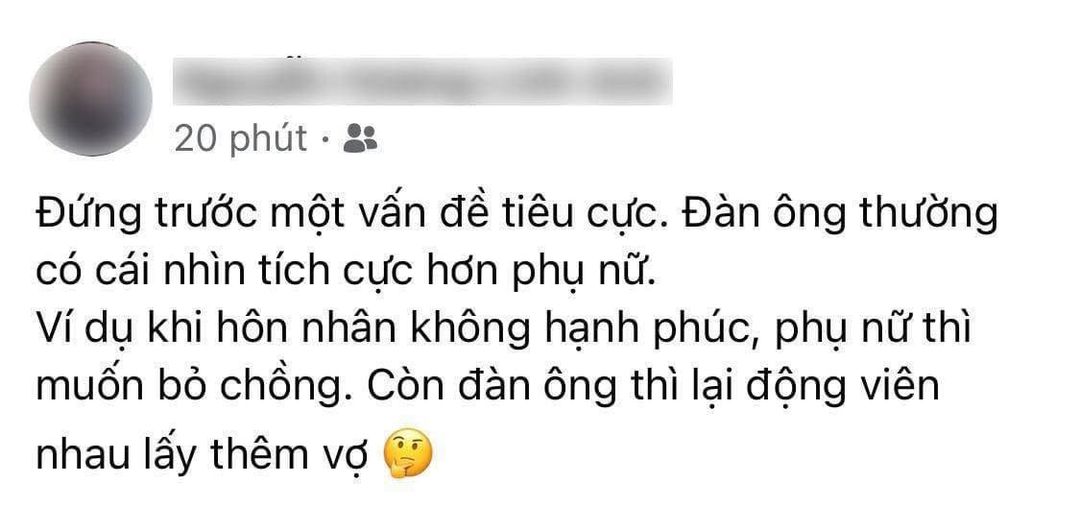 20 phút ·
Đứng trước một vấn đề tiêu cực. Đàn ông thường
có cái nhìn tích cực hơn phụ nữ.
Ví dụ khi hôn nhân không hạnh phúc, phụ nữ thì
muốn bỏ chồng. Còn đàn ông thì lại động viên
nhau lấy thêm vợ 🤔